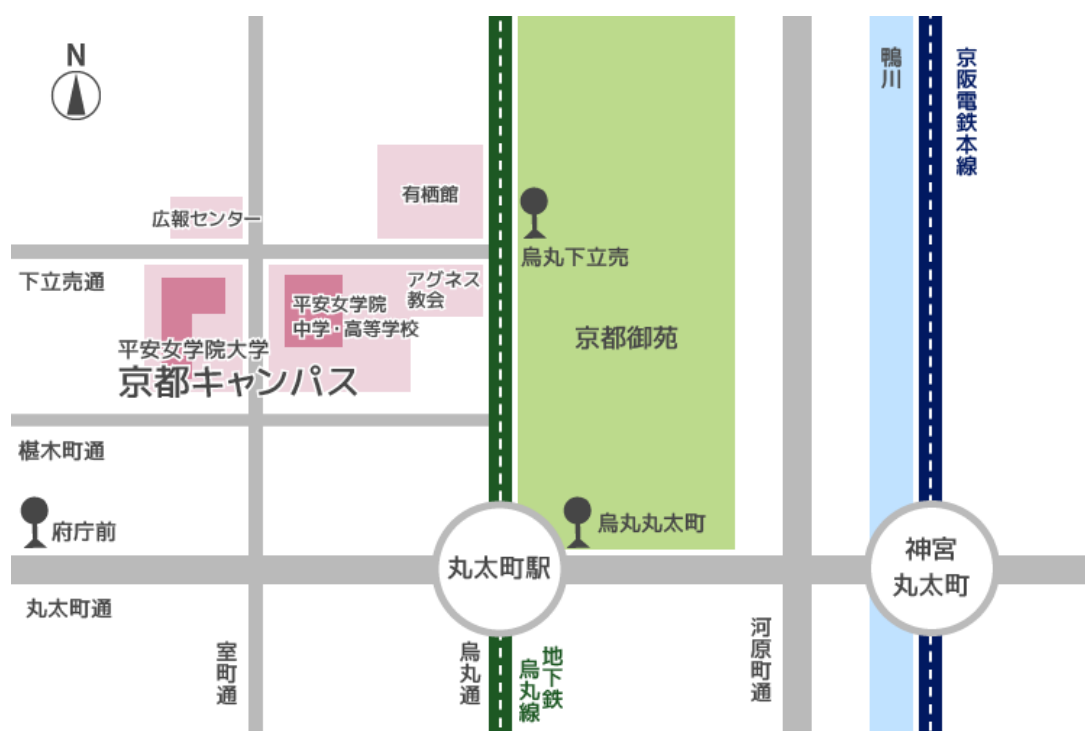 N
鴨川
京阪電鉄本線
有栖館
広報センター
烏丸下立売
下立売通
アグネス
教会
平安女学院
中学・高等学校
京都御苑
平安女学院大学
京都キャンパス
椹木町通
府庁前
烏丸丸太町
丸太町駅
神宮
丸太町
丸太町通
室町通
烏丸通
地下鉄
烏丸線
河原町通